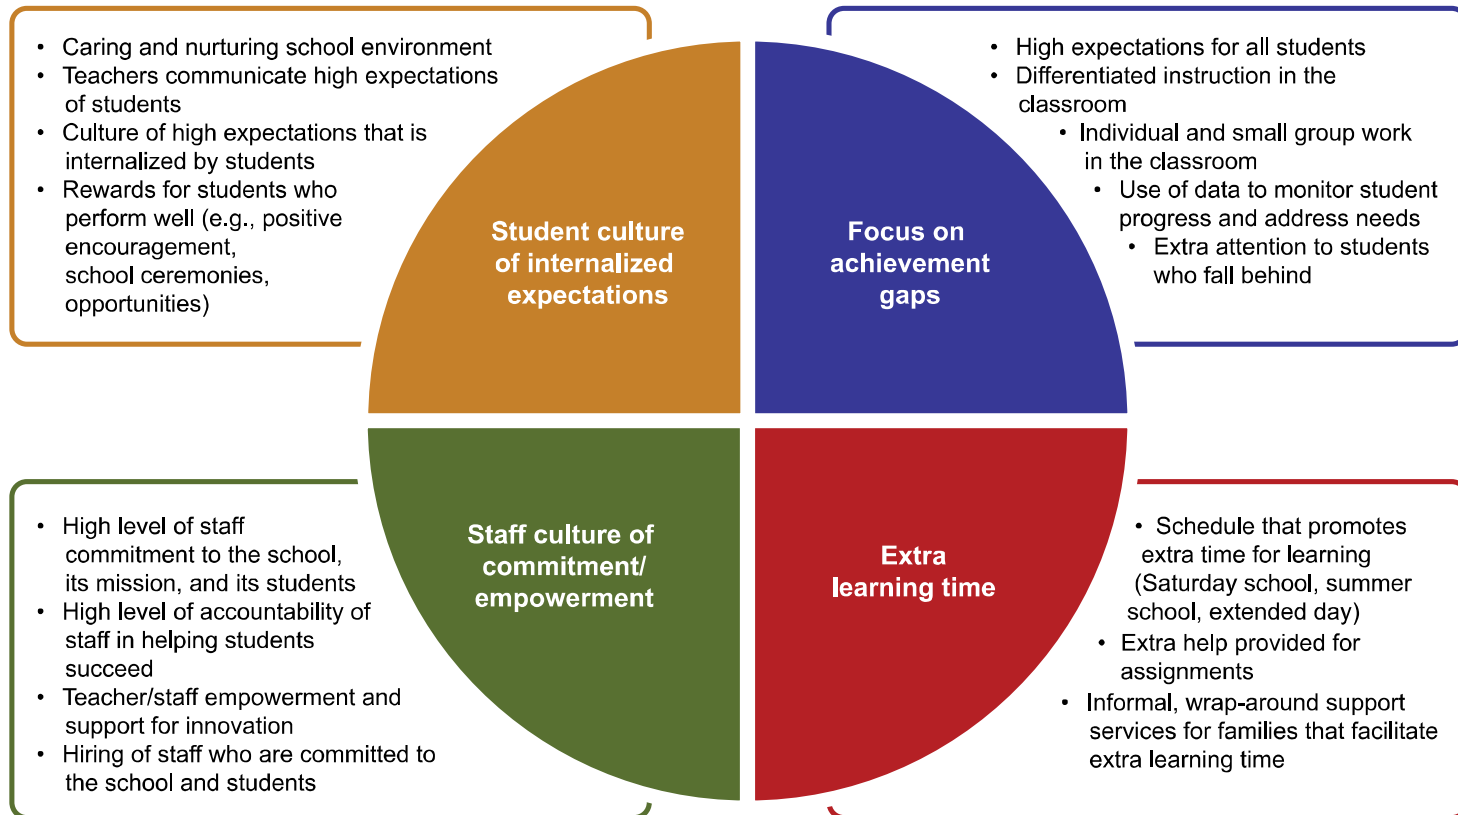 • Caring and nurturing school environment
• Teachers communicate high expectations
of students
• Culture of high expectations that is
internalized by students
• Rewards for students who
perform well (e.g., positive
encouragement,
school ceremonies,
opportunities)
Student culture
of internalized
expectations
Focus on
achievement
gaps
• High expectations for all students
• Differentiated instruction in the
classroom
• Individual and small group work
in the classroom
• Use of data to monitor student
progress and address needs
• Extra attention to students
who fall behind
• High level of staff
commitment to the school,
its mission, and its students
• High level of accountability of
staff in helping students
succeed
• Teacher/staff empowerment and
support for innovation
• Hiring of staff who are committed to
the school and students
Staff culture of
commitment/
empowerment
Extra
learning time
• Schedule that promotes
extra time for learning
(Saturday school, summer
school, extended day)
• Extra help provided for
assignments
• Informal, wrap-around support
services for families that facilitate
extra learning time